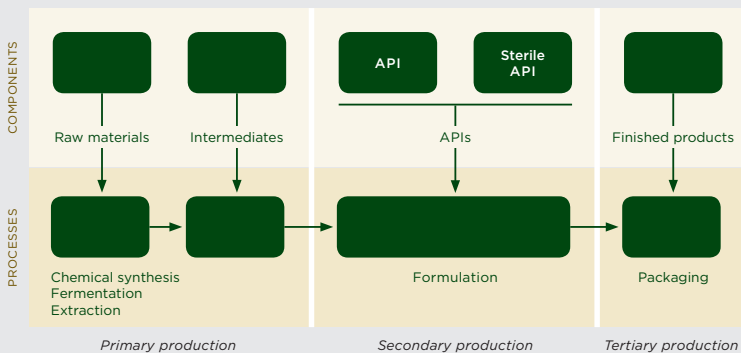 COMPONENTS
API
Sterile
API
Raw materials
Intermediates
APIs
Finished products
PROCESSES
Chemical synthesis
Fermentation
Extraction
Formulation
Packaging
Primary production
Secondary production
Tertiary production